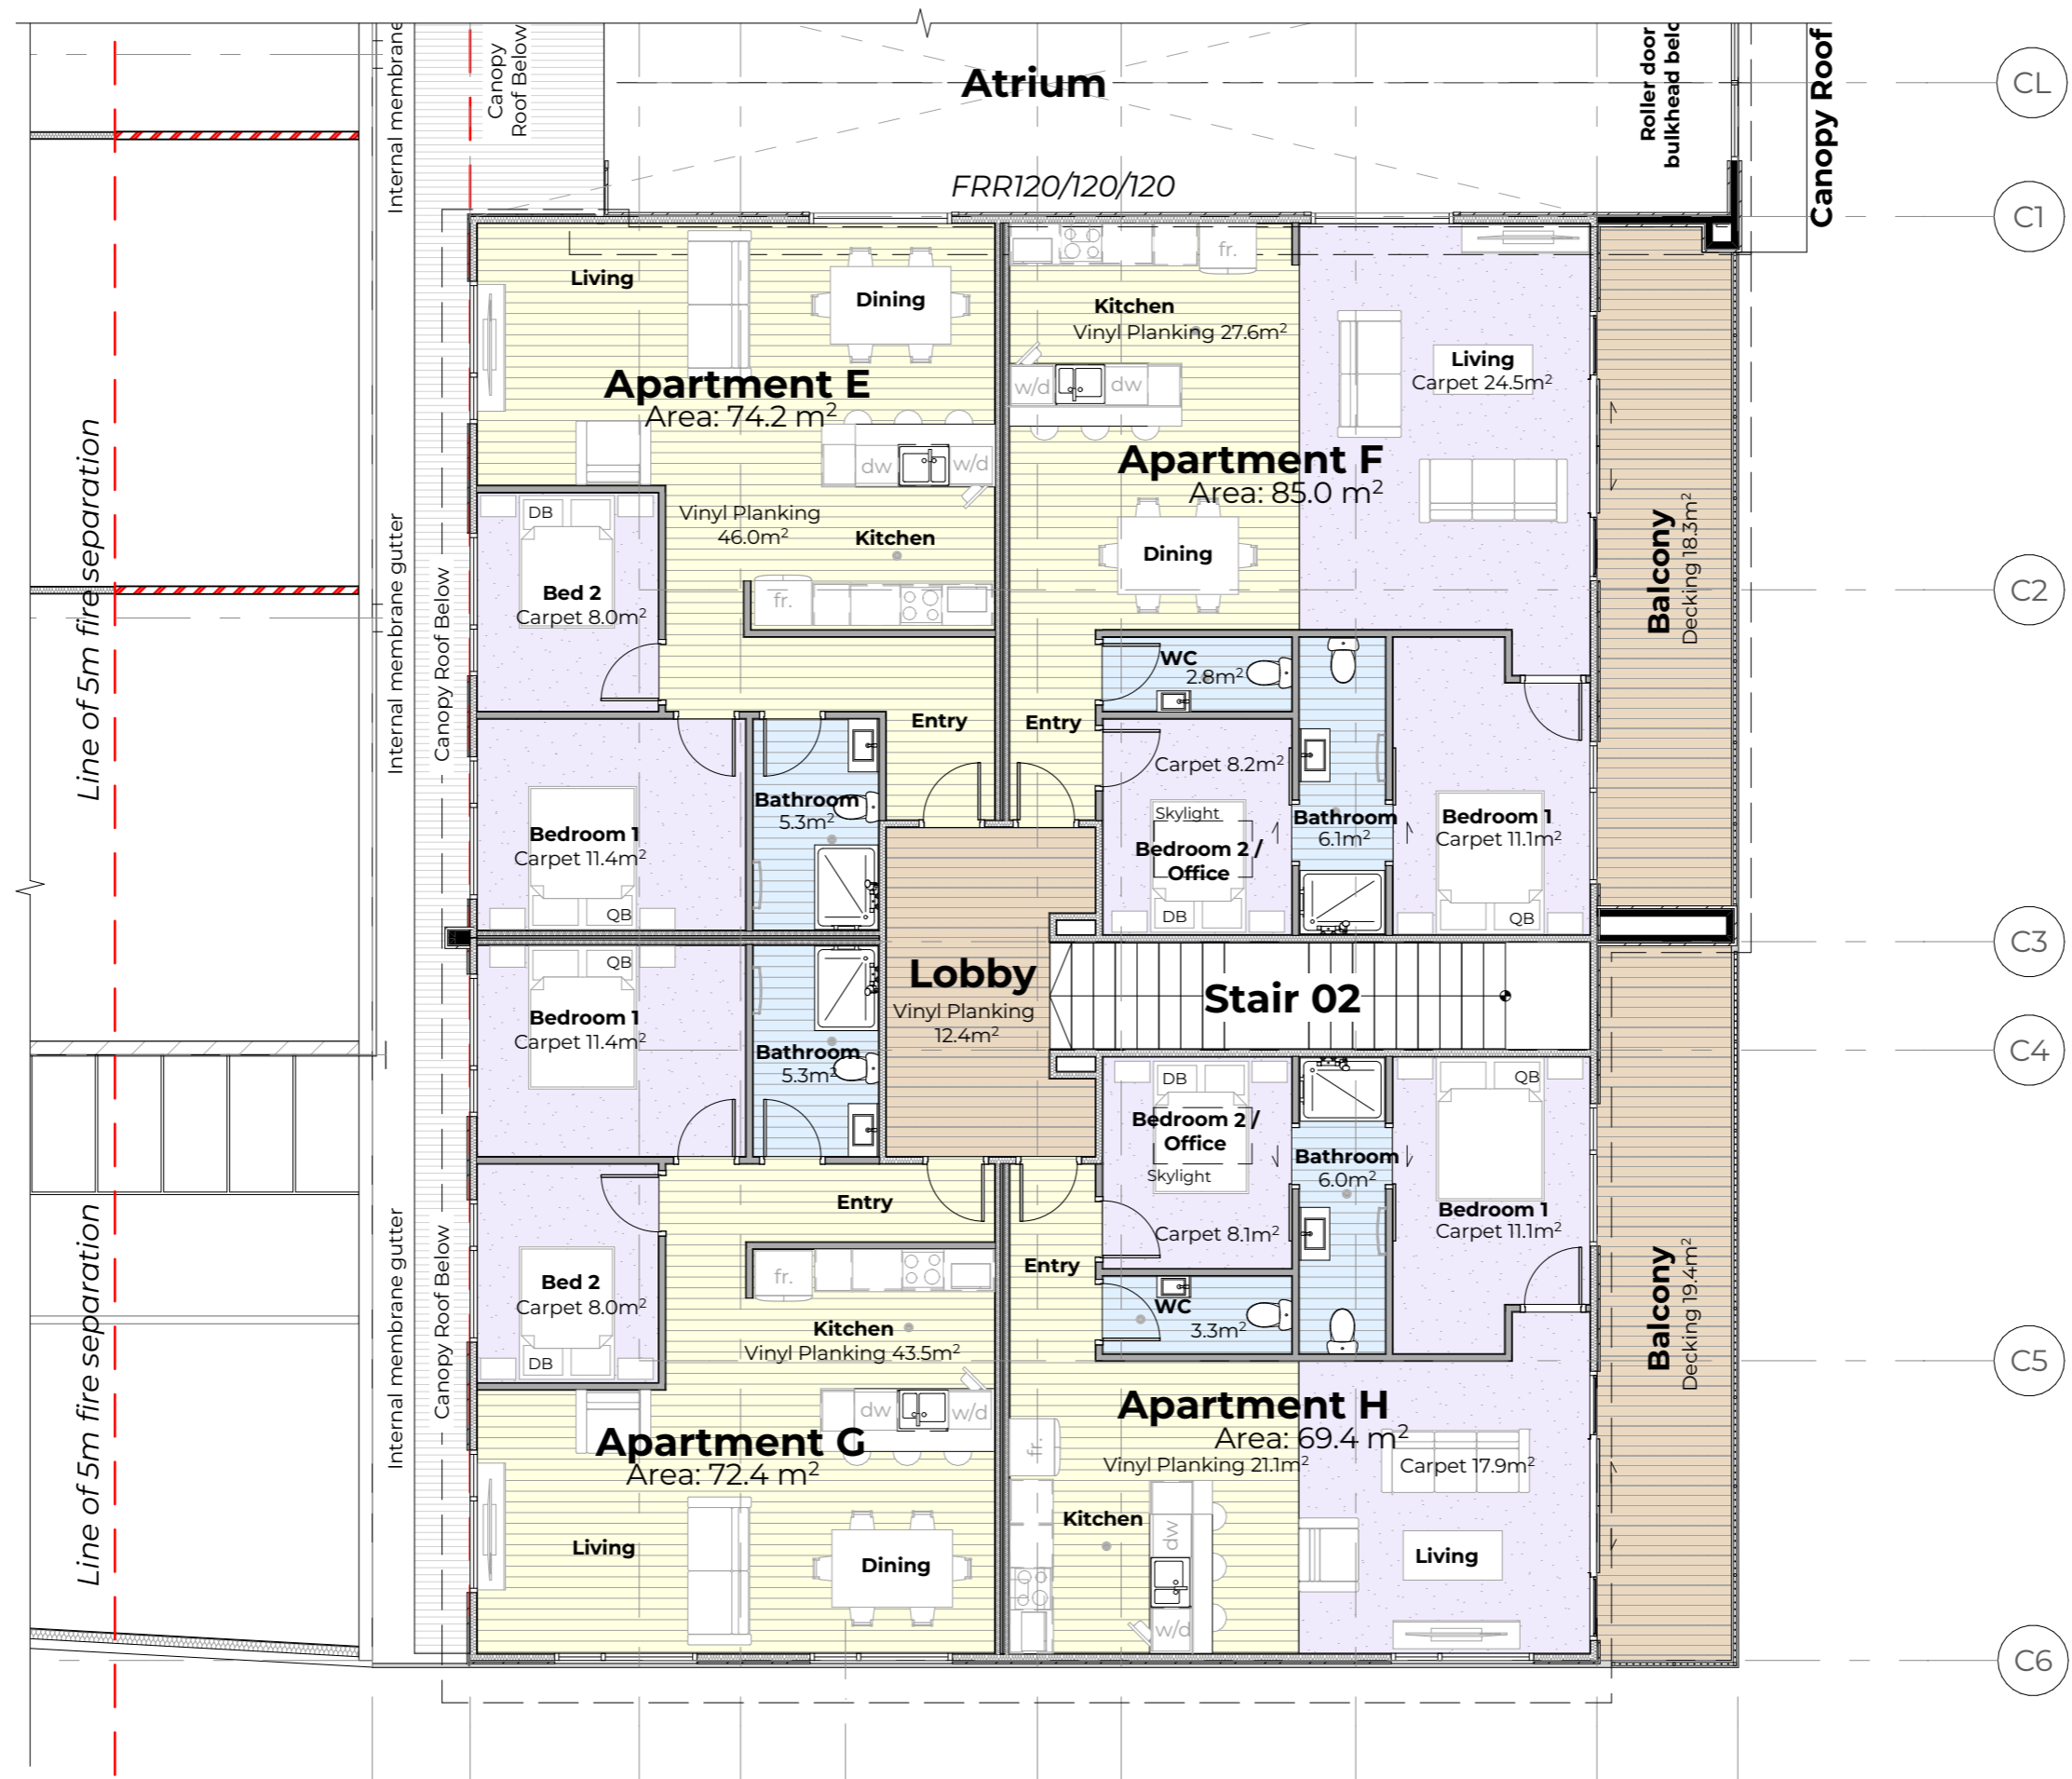 Atrium
FRR120/120/120
Canopy
Roof Below
Internal membrane
Roller door
Canopy Roof
CL
C1
C2
C3
C4
C5
C6
Line of 5m fire separation
Internal membrane gutter
Canopy Roof Below
Living
Dining
Apartment E
Area: 74.2 m²
dw
w/d
Vinyl Planking
46.0m²
Kitchen
fr.
DB
Bed 2
Carpet 8.0m²
Entry
Bedroom 1
Carpet 11.4m²
QB
Bathroom
5.3m²
fr.
Kitchen
Vinyl Planking 27.6m²
w/d
dw
Living
Carpet 24.5m²
Apartment F
Area: 85.0 m²
Dining
WC
2.8m²
Entry
Carpet 8.2m²
Skylight
Bedroom 2 /
Office
DB
Bathroom
6.1m²
Bedroom 1
Carpet 11.1m²
QB
Balcony
Decking 18.3m²
Lobby
Vinyl Planking
12.4m²
Stair 02
QB
Bedroom 1
Carpet 11.4m²
Bathroom
5.3m²
Entry
Bed 2
Carpet 8.0m²
DB
fr.
Kitchen
Vinyl Planking 43.5m²
dw
w/d
Apartment G
Area: 72.4 m²
Living
Dining
DB
Bedroom 2 /
Office
Skylight
Carpet 8.1m²
Bathroom
6.0m²
QB
Bedroom 1
Carpet 11.1m²
Entry
WC
3.3m²
Apartment H
Area: 69.4 m²
Vinyl Planking 21.1m²
Carpet 17.9m²
fr.
Kitchen
dw
w/d
Living
Balcony
Decking 19.4m²
Line of 5m fire separation
Internal membrane gutter
Canopy Roof Below